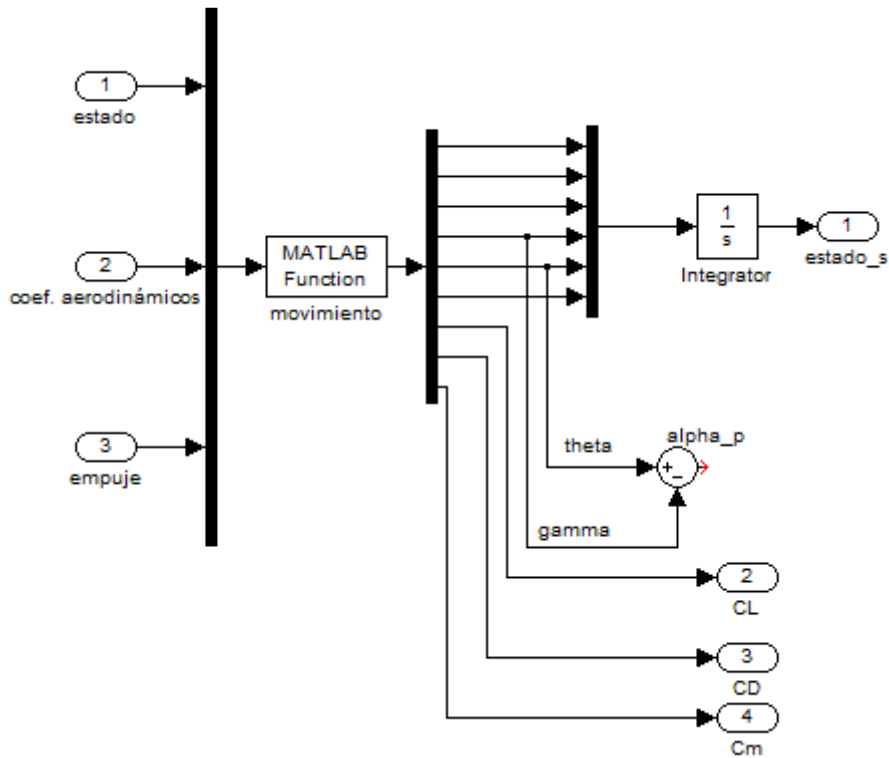 1
estado
2
coef. aerodinámicos
3
empuje
MATLAB
Function
movimiento
1
s
Integrator
1
estado_s
theta
alpha_p
+
−
gamma
2
CL
3
CD
4
Cm